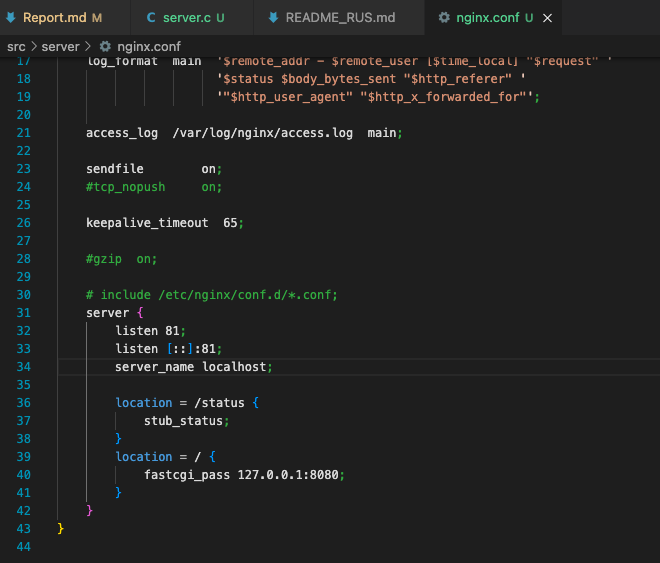 Report.md M
C server.c U
README_RUS.md
nginx.conf U ×
src > server > nginx.conf
17 log_format main '$remote_addr - $remote_user [$time_local] "$request" '
18 '$status $body_bytes_sent "$http_referer" '
19 '"$http_user_agent" "$http_x_forwarded_for"';
20
21 access_log /var/log/nginx/access.log main;
22
23 sendfile on;
24 #tcp_nopush on;
25
26 keepalive_timeout 65;
27
28 #gzip on;
29
30 # include /etc/nginx/conf.d/*.conf;
31 server {
32 listen 81;
33 listen [::]:81;
34 server_name localhost;
35
36 location = /status {
37 stub_status;
38 }
39 location = / {
40 fastcgi_pass 127.0.0.1:8080;
41 }
42 }
43 }
44